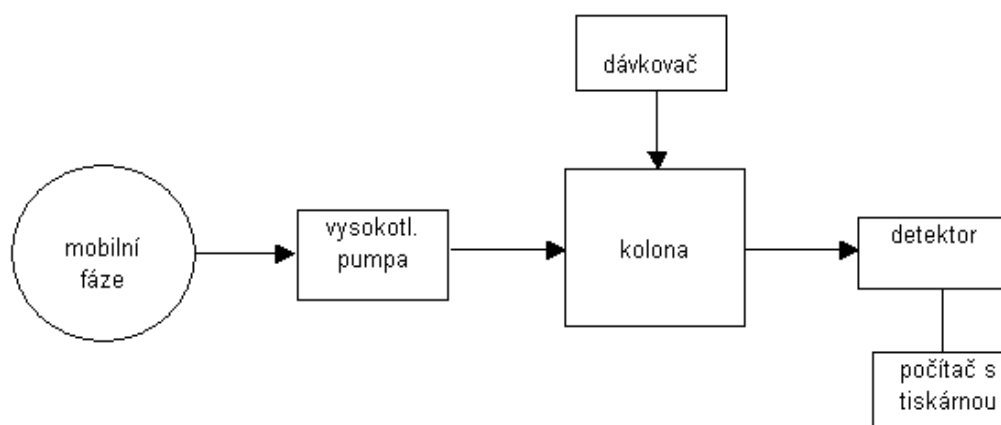 dávkovač
mobilní
fáze
vysokotl.
pumpa
kolona
detektor
počítač s
tiskárnou